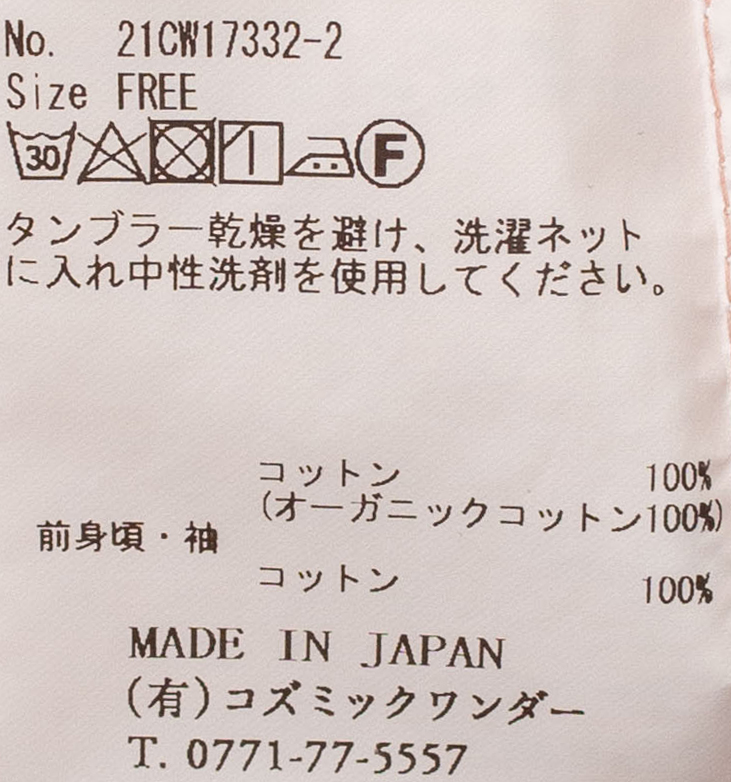 No. 21CW17332-2
Size FREE
30 F
タンブラー乾燥を避け、洗濯ネット
に入れ中性洗剤を使用してください。
コットン 100%
(オーガニックコットン100%)
前身頃・袖
コットン 100%
MADE IN JAPAN
(有)コズミックワンダー
T. 0771-77-5557